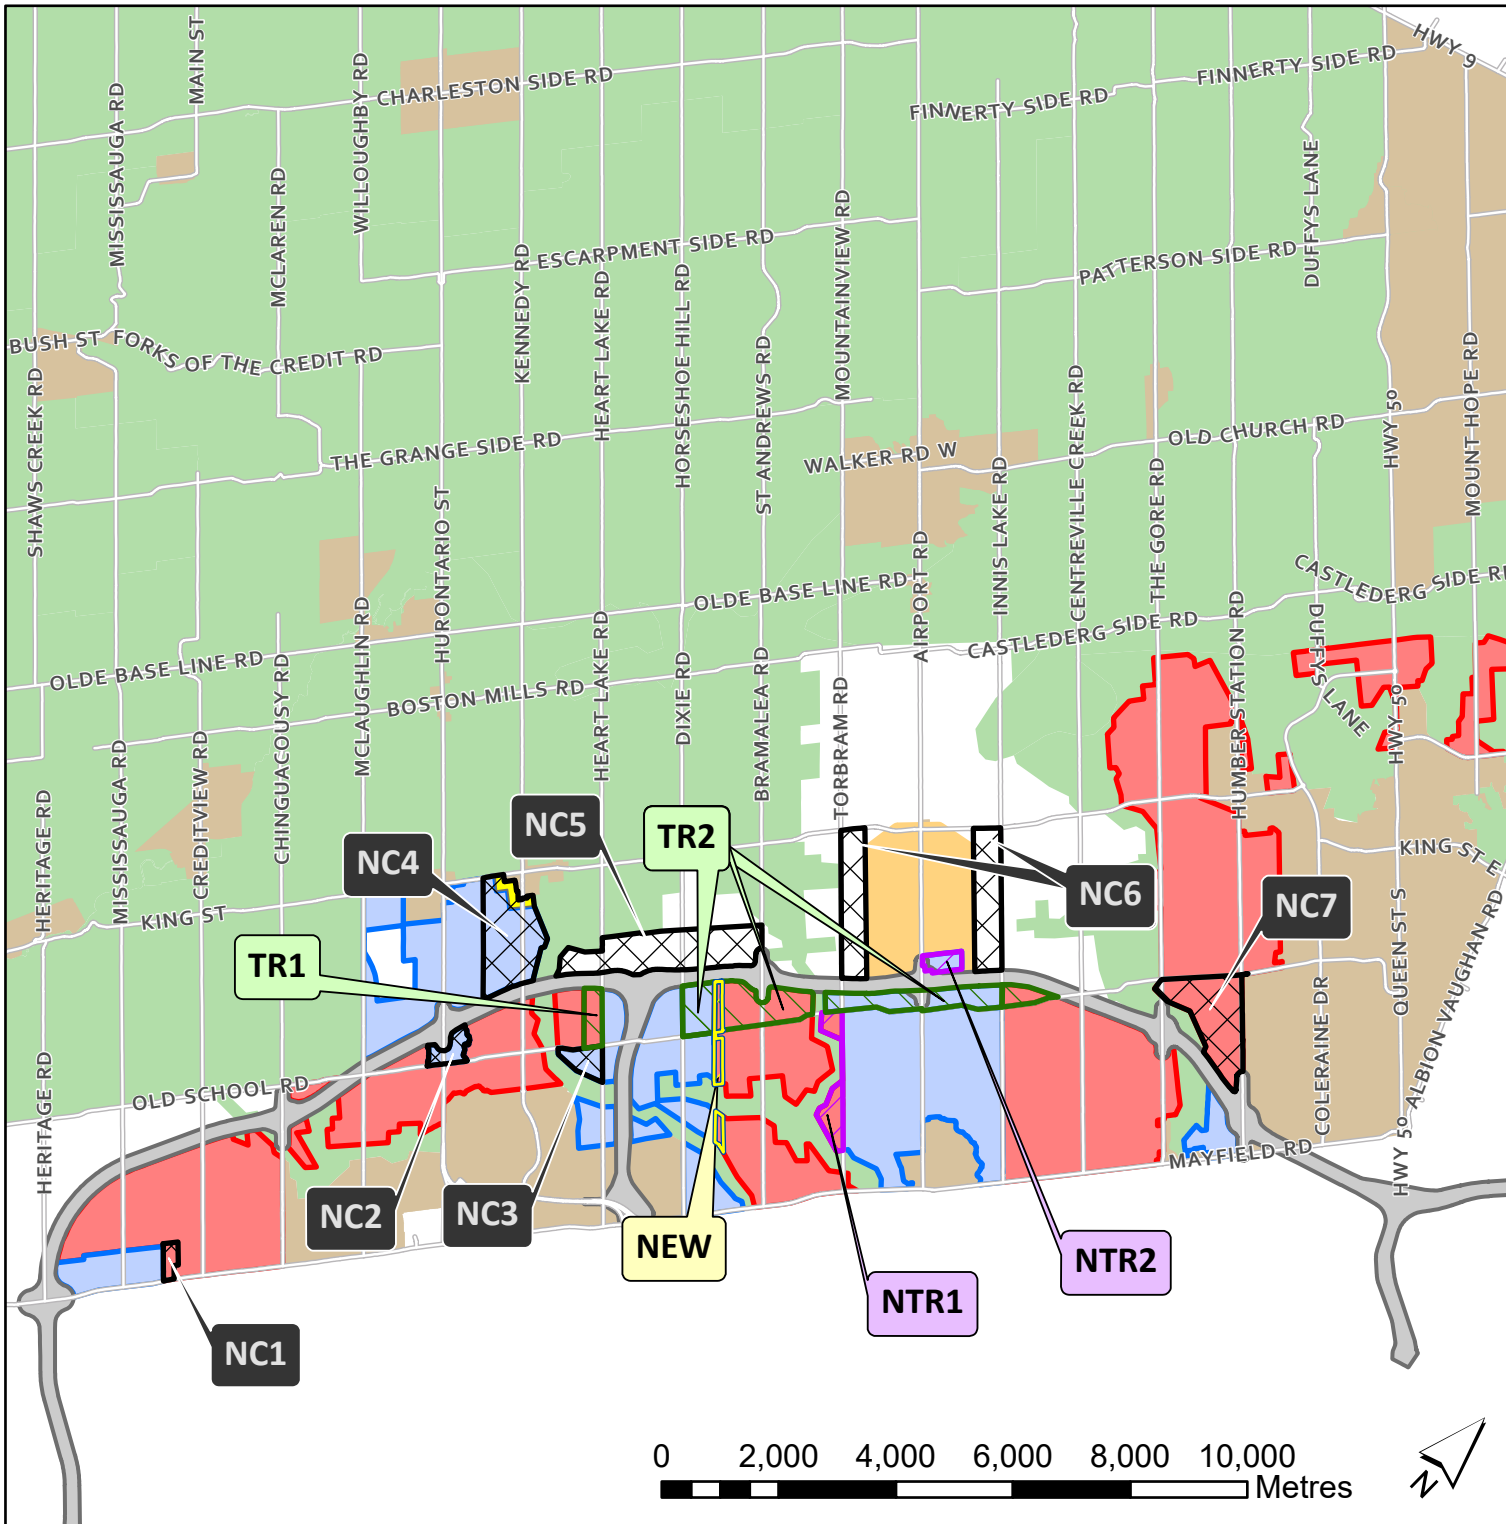 HWY 9
MAIN ST
FINNERTY SIDE RD
CHARLESTON SIDE RD
FINNERTY SIDE RD
MISSISSAUGA RD
WILLOUGHBY RD
MCLAREN RD
DUFFYS LANE
MOUNTAINVIEW RD
ESCARPMENT SIDE RD
PATTERSON SIDE RD
KENNEDY RD
HEART LAKE RD
HORSESHOE HILL RD
BUSH ST
FORKS OF THE CREDIT RD
ST ANDREWS RD
MOUNT HOPE RD
SHAWS CREEK RD
CENTREVILLE CREEK RD
HWY 50
OLD CHURCH RD
THE GRANGE SIDE RD
WALKER RD W
INNIS LAKE RD
THE GORE RD
HURONTARIO ST
AIRPORT RD
CASTLEDERG SIDE RD
OLDE BASE LINE RD
HUMBER STATION RD
DUFFYS LANE
CASTLEDERG SIDE RD
MCLAUGHLIN RD
HEART LAKE RD
OLDE BASE LINE RD
CHINGUACOUSY RD
DIXIE RD
BRAMALEA RD
TORBRAM RD
BOSTON MILLS RD
HWY 50
MISSISSAUGA RD
CREDITVIEW RD
HERITAGE RD
NC5
TR2
NC4
KING ST E
NC6
NC7
KING ST
QUEEN ST S
ALBION VAUGHAN RD
TR1
COLERAINE DR
OLD SCHOOL RD
HERITAGE RD
MAYFIELD RD
HWY 50
NC2
NC3
NEW
NTR2
NTR1
NC1
0 2,000 4,000 6,000 8,000 10,000
Metres
N